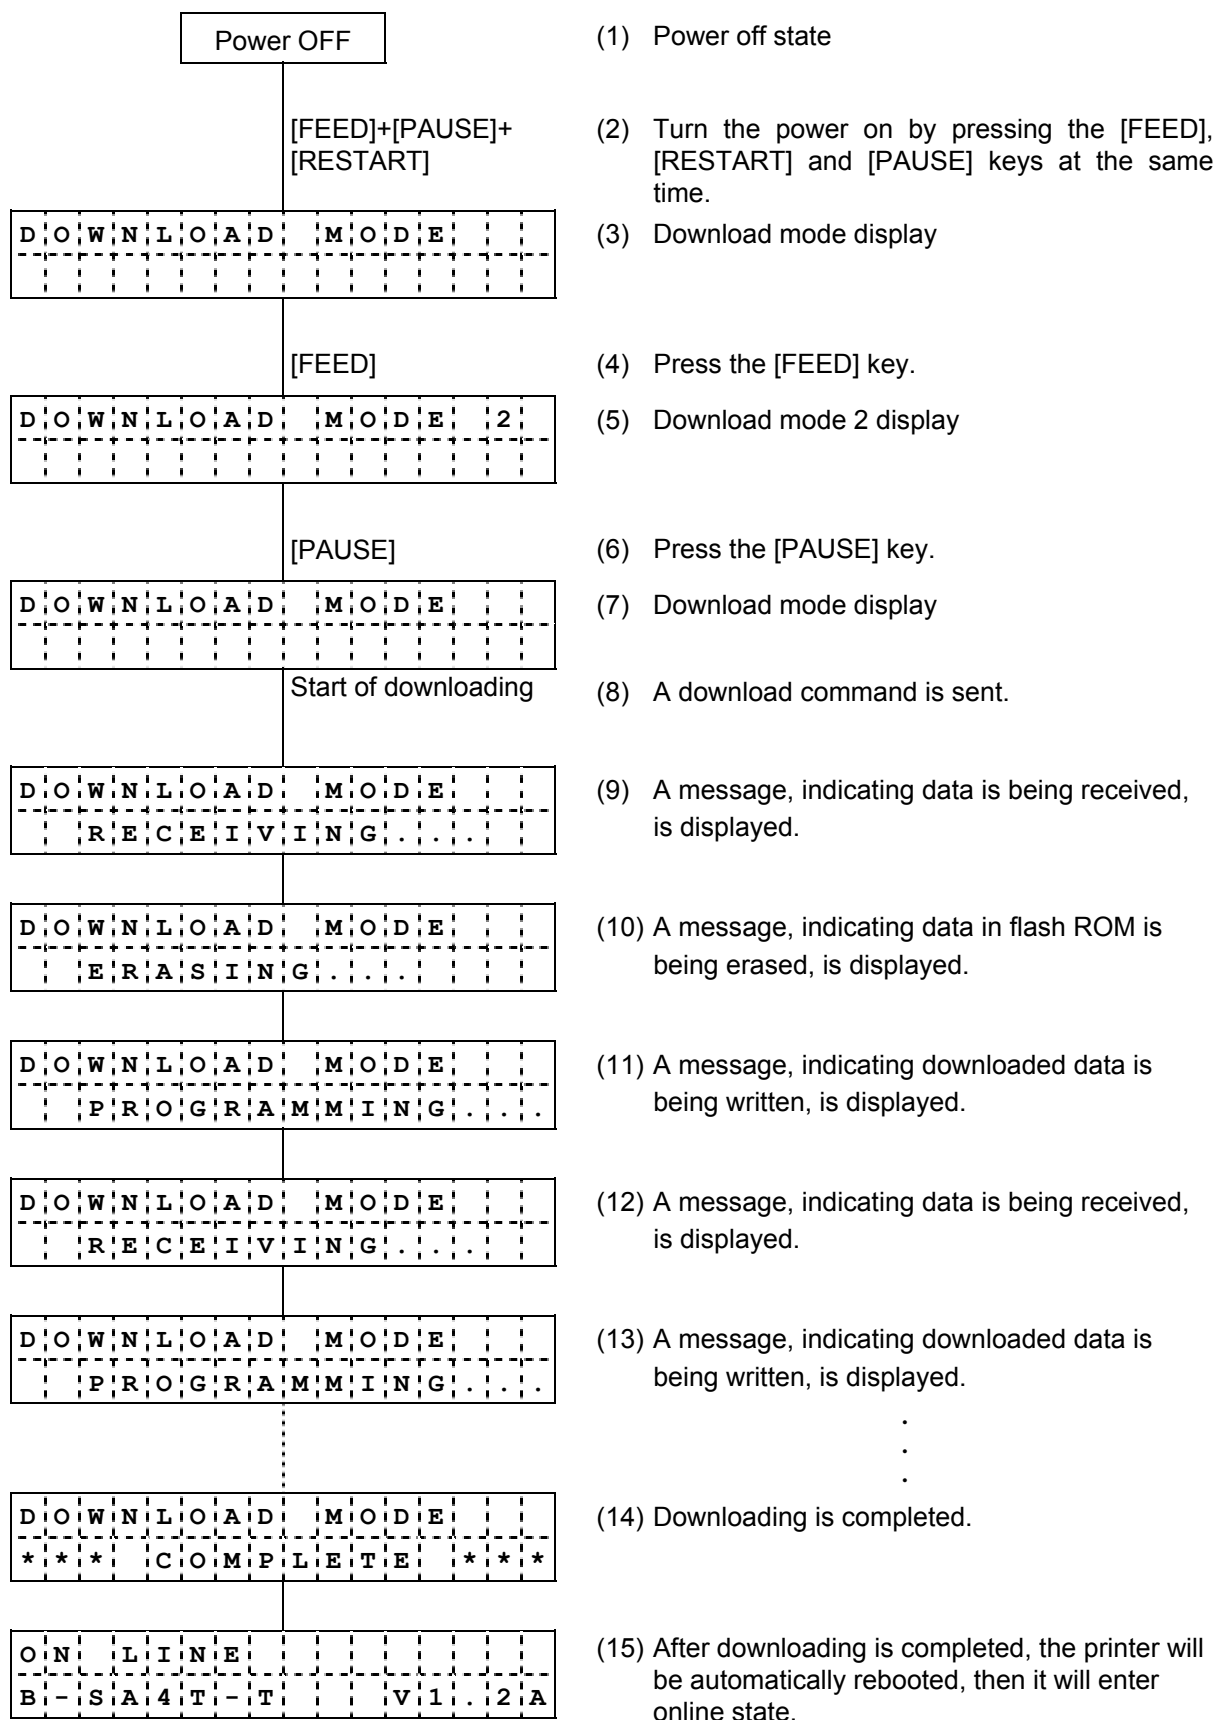 Power OFF
(1) Power off state
[FEED]+[PAUSE]+
[RESTART]
(2) Turn the power on by pressing the [FEED],
[RESTART] and [PAUSE] keys at the same
time.
DOWNLOAD MODE
(3) Download mode display
[FEED]
(4) Press the [FEED] key.
DOWNLOAD MODE 2
(5) Download mode 2 display
[PAUSE]
(6) Press the [PAUSE] key.
DOWNLOAD MODE
(7) Download mode display
Start of downloading
(8) A download command is sent.
DOWNLOAD MODE
RECEIVING...
(9) A message, indicating data is being received,
is displayed.
DOWNLOAD MODE
ERASING...
(10) A message, indicating data in flash ROM is
being erased, is displayed.
DOWNLOAD MODE
PROGRAMMING...
(11) A message, indicating downloaded data is
being written, is displayed.
DOWNLOAD MODE
RECEIVING...
(12) A message, indicating data is being received,
is displayed.
DOWNLOAD MODE
PROGRAMMING...
(13) A message, indicating downloaded data is
being written, is displayed.
.
.
.
DOWNLOAD MODE
*** COMPLETE ***
(14) Downloading is completed.
ON LINE
B-SA4T-T V1.2A
(15) After downloading is completed, the printer will
be automatically rebooted, then it will enter
online state.